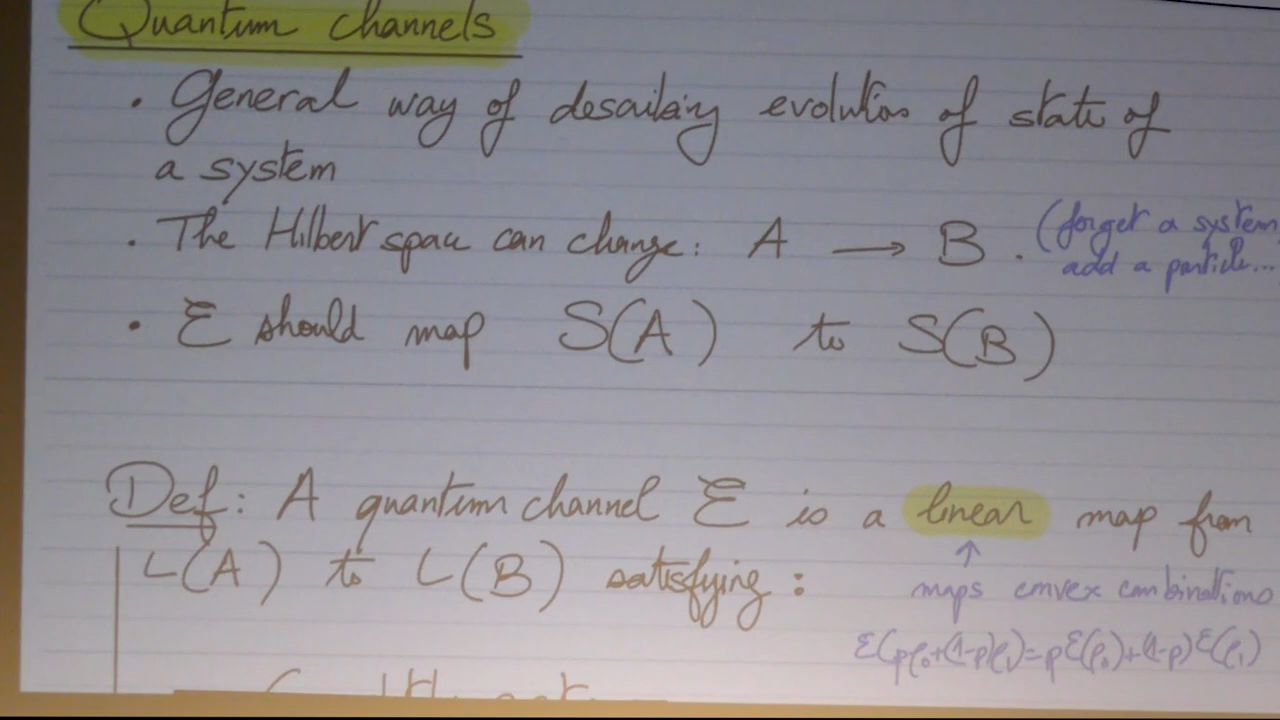 Quantum channels
. General way of describing evolution of state of
a system
. The Hilbert space can change: A → B . (forget a system
add a particle...
. ℰ should map S(A) to S(B)
Def: A quantum channel ℰ is a linear map from
L(A) to L(B) satisfying :
↑
maps convex combinations
ℰ(pρ₀+(1-p)ρ₁)=pℰ(ρ₀)+(1-p)ℰ(ρ₁)